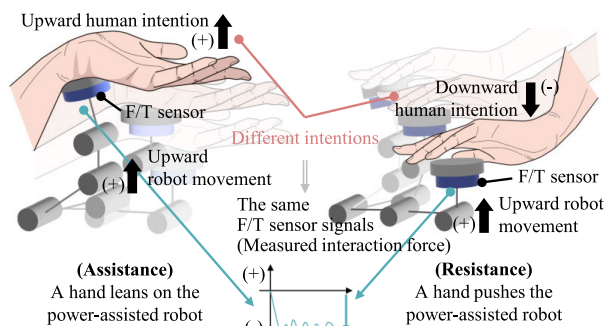 Upward human intention
(+)
F/T sensor
Upward
robot movement
(+)
Different intentions
The same
F/T sensor signals
(Measured interaction force)
(+)
(-)
Downward
human intention
(-)
F/T sensor
(+)
Upward robot
movement
(Assistance)
A hand leans on the
power-assisted robot
(Resistance)
A hand pushes the
power-assisted robot